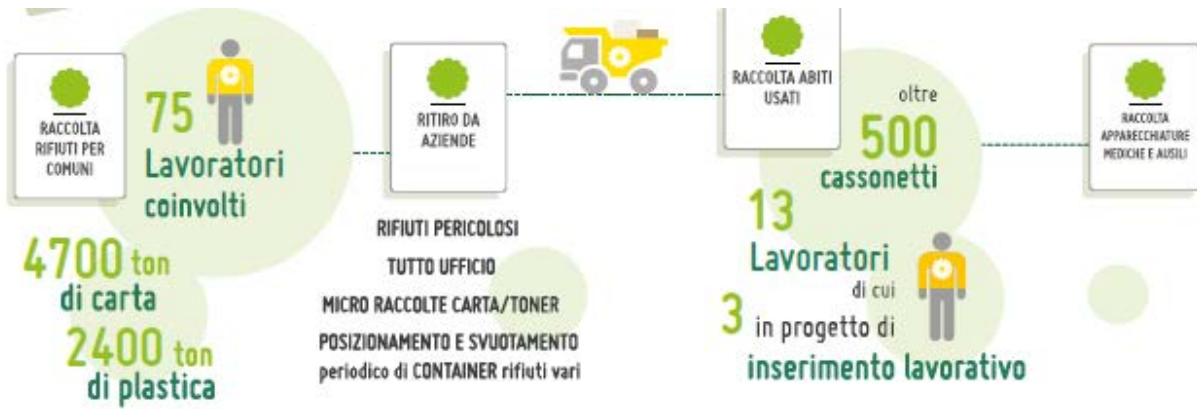 RACCOLTA
RIFIUTI PER
COMUNI
75
Lavoratori
coinvolti
4700 ton
di carta
2400 ton
di plastica
RITIRO DA
AZIENDE
RIFIUTI PERICOLOSI
TUTTO UFFICIO
MICRO RACCOLTE CARTA/TONER
POSIZIONAMENTO E SVUOTAMENTO
periodico di CONTAINER rifiuti vari
RACCOLTA ABITI
USATI
oltre
500
cassonetti
13
Lavoratori
di cui
3 in progetto di
inserimento lavorativo
RACCOLTA
APPARECCHIATURE
MEDICHE E AUSILI